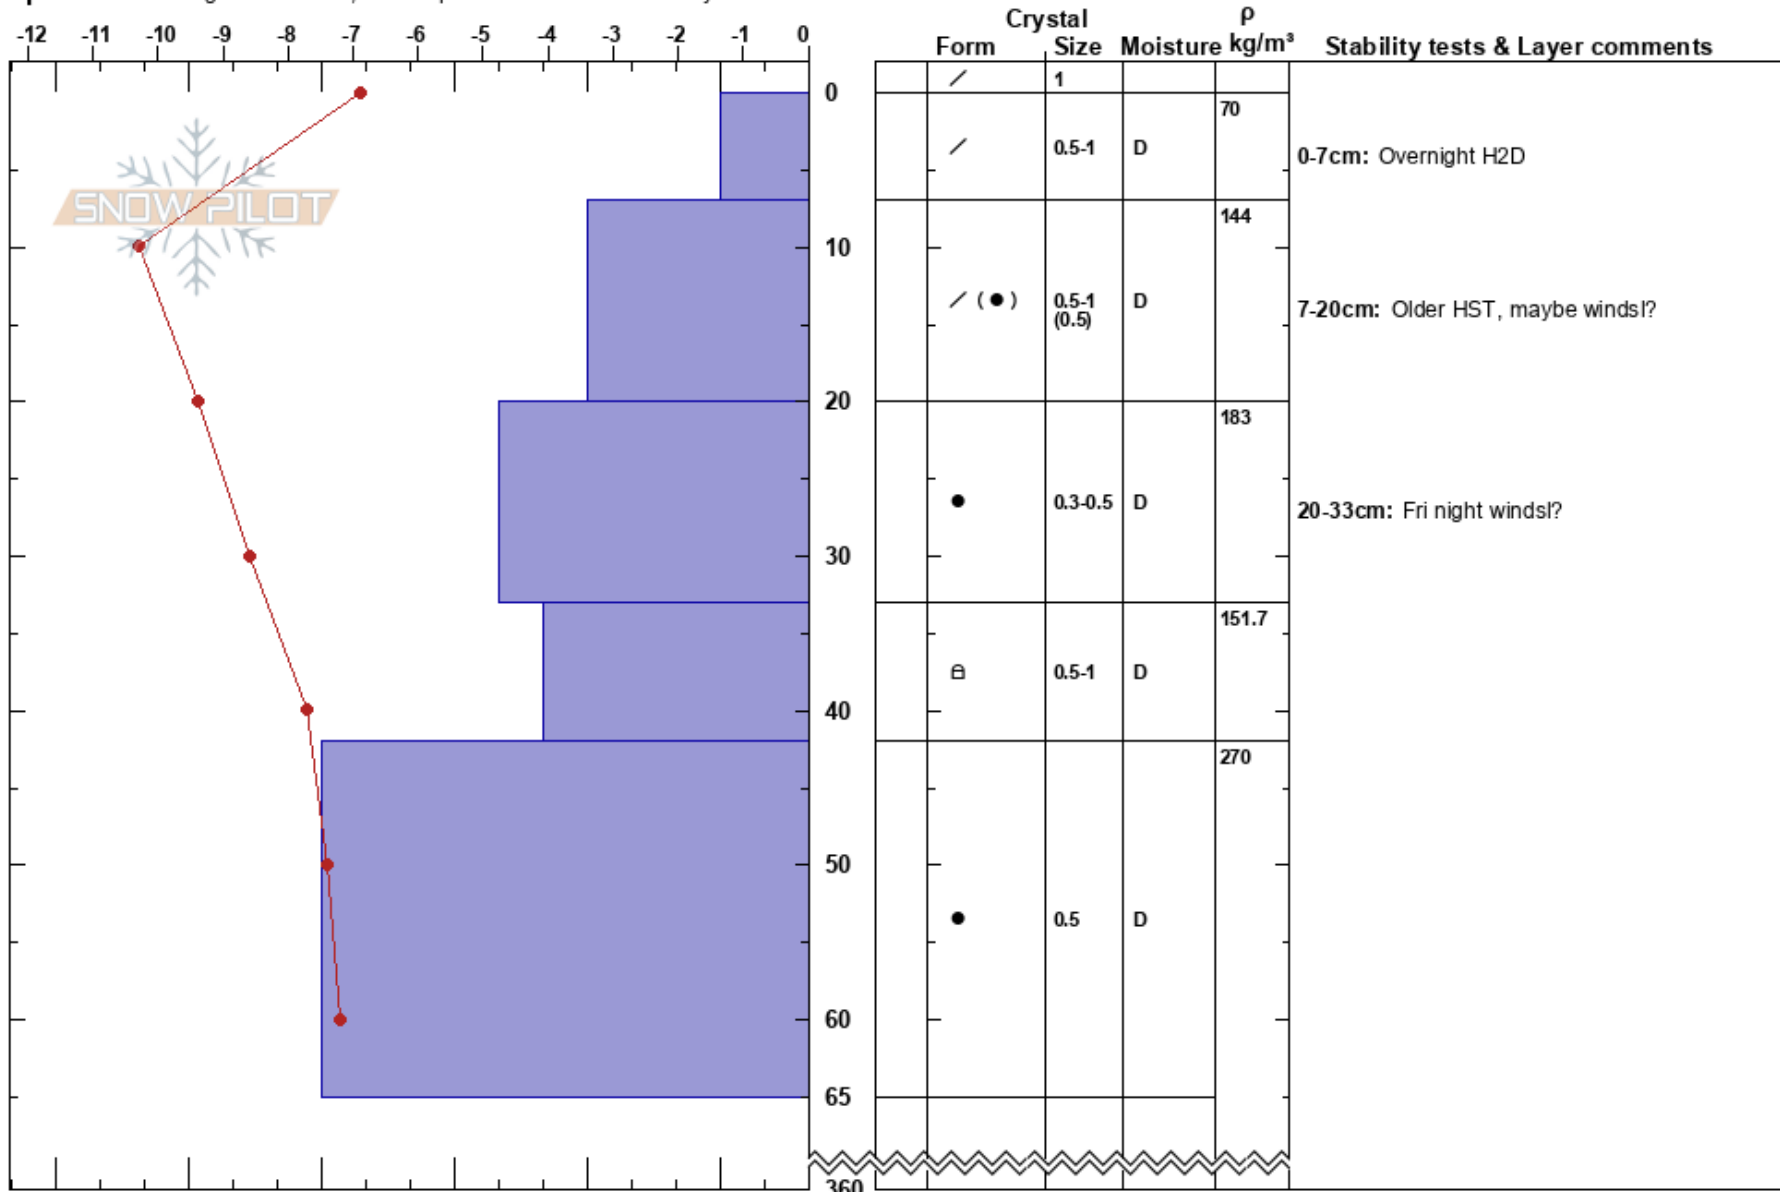 -12 -11 -10 -9 -8 -7 -6 -5 -4 -3 -2 -1 0
Crystal
Form Size Moisture ρ kg/m³ Stability tests & Layer comments
SNOW PILOT
1
0
70
0.5-1 D
0-7cm: Overnight H2D
144
10
( ● ) 0.5-1 D
(0.5)
7-20cm: Older HST, maybe windsl?
20
183
0.3-0.5 D
20-33cm: Fri night windsl?
30
151.7
0.5-1 D
40
270
50
0.5 D
60
65
360